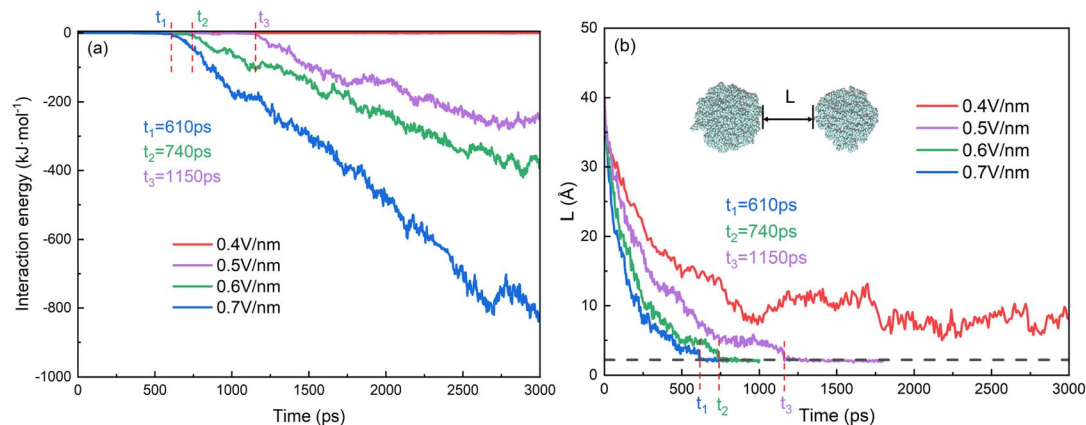 t1 t2 t3
(a)
Interaction energy (kJ·mol⁻¹)
0
-200
-400
-600
-800
-1000
t1=610ps
t2=740ps
t3=1150ps
0.4V/nm
0.5V/nm
0.6V/nm
0.7V/nm
0 500 1000 1500 2000 2500 3000
Time (ps)
(b)
L (Å)
50
40
30
20
10
0
L
0.4V/nm
0.5V/nm
0.6V/nm
0.7V/nm
t1=610ps
t2=740ps
t3=1150ps
0 500 1000 1500 2000 2500 3000
t1 t2 t3
Time (ps)